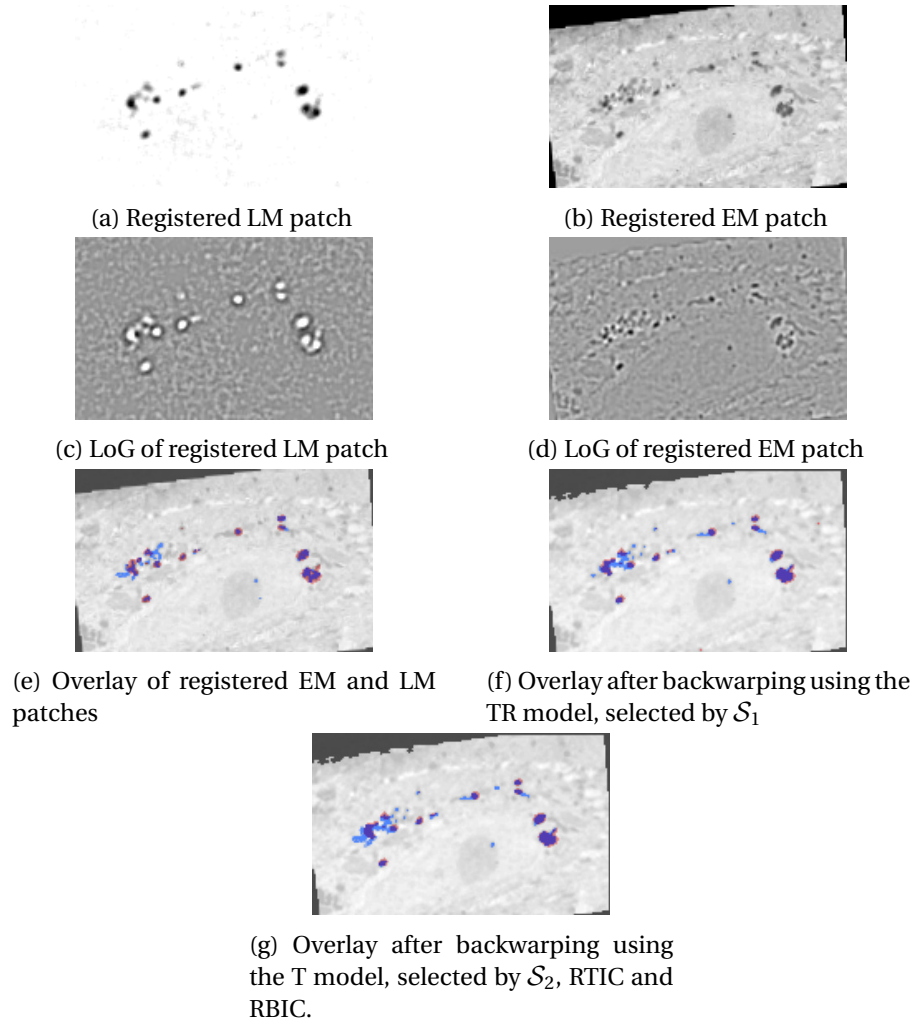 (a) Registered LM patch
(b) Registered EM patch
(c) LoG of registered LM patch
(d) LoG of registered EM patch
(e) Overlay of registered EM and LM
patches
(f) Overlay after backwarping using the
TR model, selected by 𝒮₁
(g) Overlay after backwarping using
the T model, selected by 𝒮₂, RTIC and
RBIC.